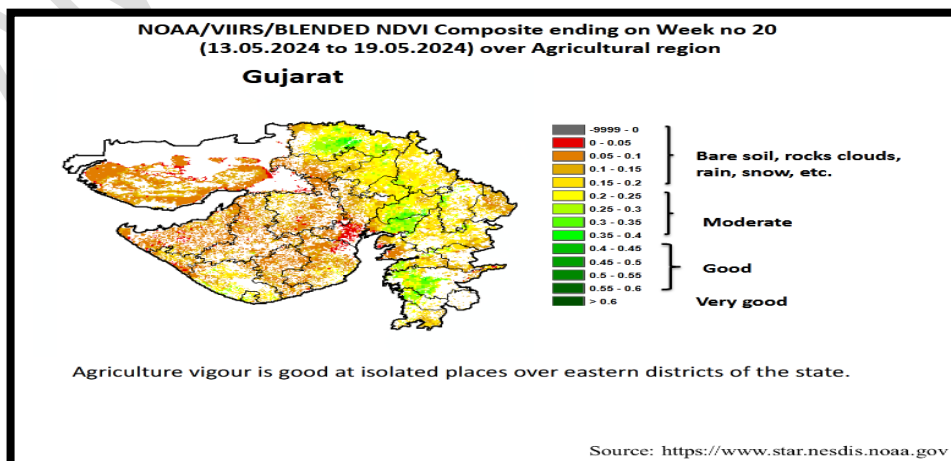 NOAA/VIIRS/BLENDED NDVI Composite ending on Week no 20
(13.05.2024 to 19.05.2024) over Agricultural region
Gujarat
-9999 - 0
0 - 0.05
0.05 - 0.1
0.1 - 0.15
0.15 - 0.2
0.2 - 0.25
0.25 - 0.3
0.3 - 0.35
0.35 - 0.4
0.4 - 0.45
0.45 - 0.5
0.5 - 0.55
0.55 - 0.6
> 0.6
Bare soil, rocks clouds,
rain, snow, etc.
Moderate
Good
Very good
Agriculture vigour is good at isolated places over eastern districts of the state.
Source: https://www.star.nesdis.noaa.gov